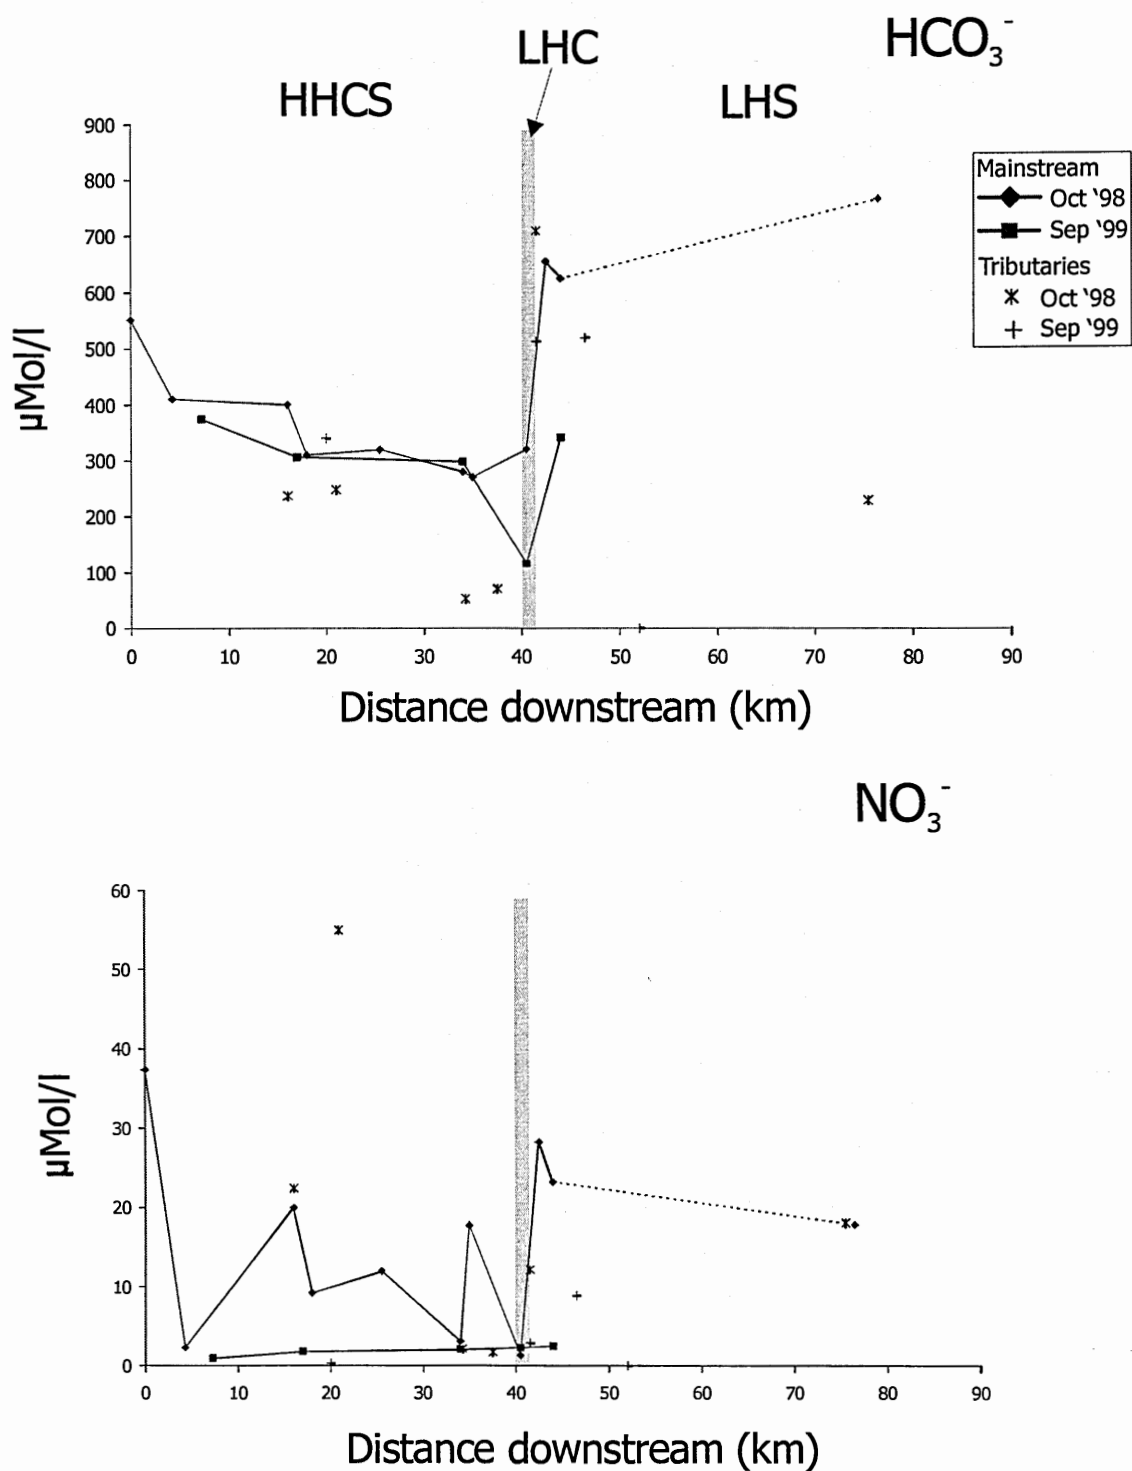 LHC
HCO₃⁻
HHCS
LHS
900
800
700
600
500
400
300
200
100
0
µMol/l
0 10 20 30 40 50 60 70 80 90
Distance downstream (km)
Mainstream
Oct '98
Sep '99
Tributaries
Oct '98
Sep '99
NO₃⁻
60
50
40
30
20
10
0
µMol/l
0 10 20 30 40 50 60 70 80 90
Distance downstream (km)